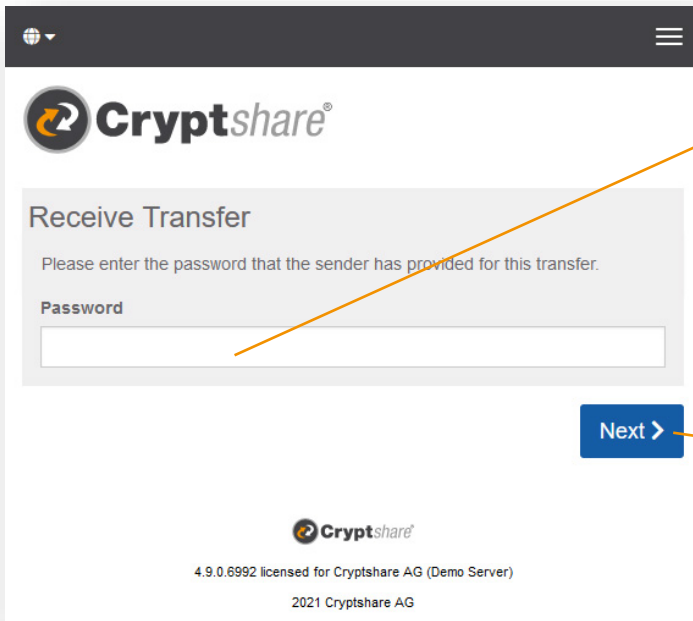 Cryptshare®
Receive Transfer
Please enter the password that the sender has provided for this transfer.
Password
Next
Cryptshare®
4.9.0.6992 licensed for Cryptshare AG (Demo Server)
2021 Cryptshare AG